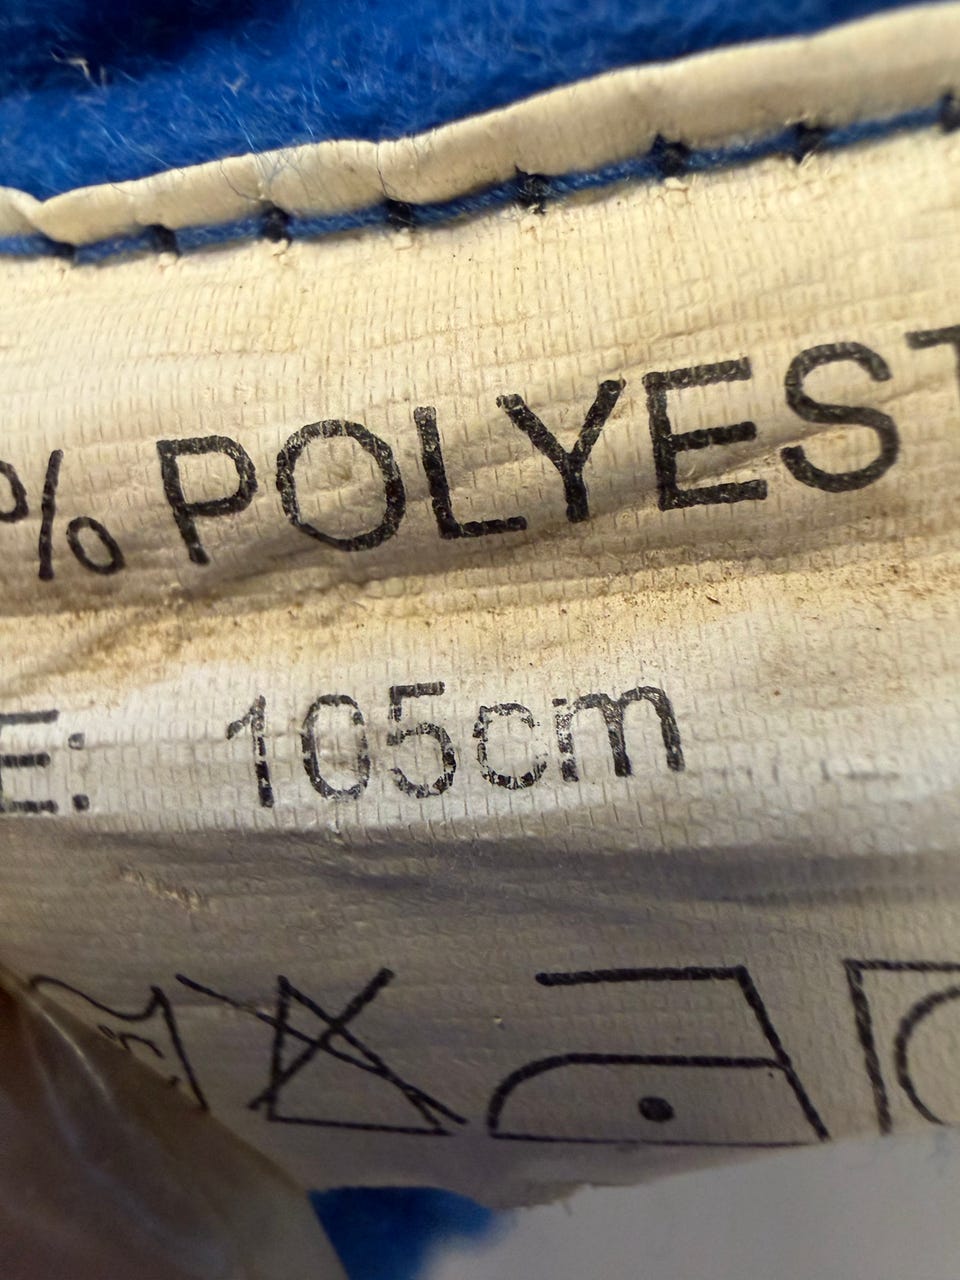 % POLYEST
E: 105cm